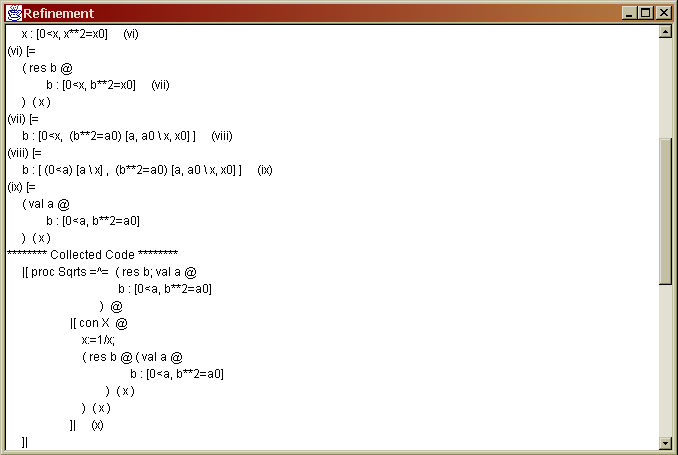 Refinement
x : [0<x, x**2=x0]     (vi)
(vi) [=
( res b @
b : [0<x, b**2=x0]     (vii)
)  ( x )
(vii) [=
b : [0<x,  (b**2=a0) [a, a0 \ x, x0] ]     (viii)
(viii) [=
b : [ (0<a) [a \ x] ,  (b**2=a0) [a, a0 \ x, x0] ]     (ix)
(ix) [=
( val a @
b : [0<a, b**2=a0]
)  ( x )
******** Collected Code ********
|[ proc Sqrts =^=  ( res b; val a @
b : [0<a, b**2=a0]
)  @
|[ con X  @
x:=1/x;
( res b @ ( val a @
b : [0<a, b**2=a0]
)  ( x )
)  ( x )
]|     (x)
]|